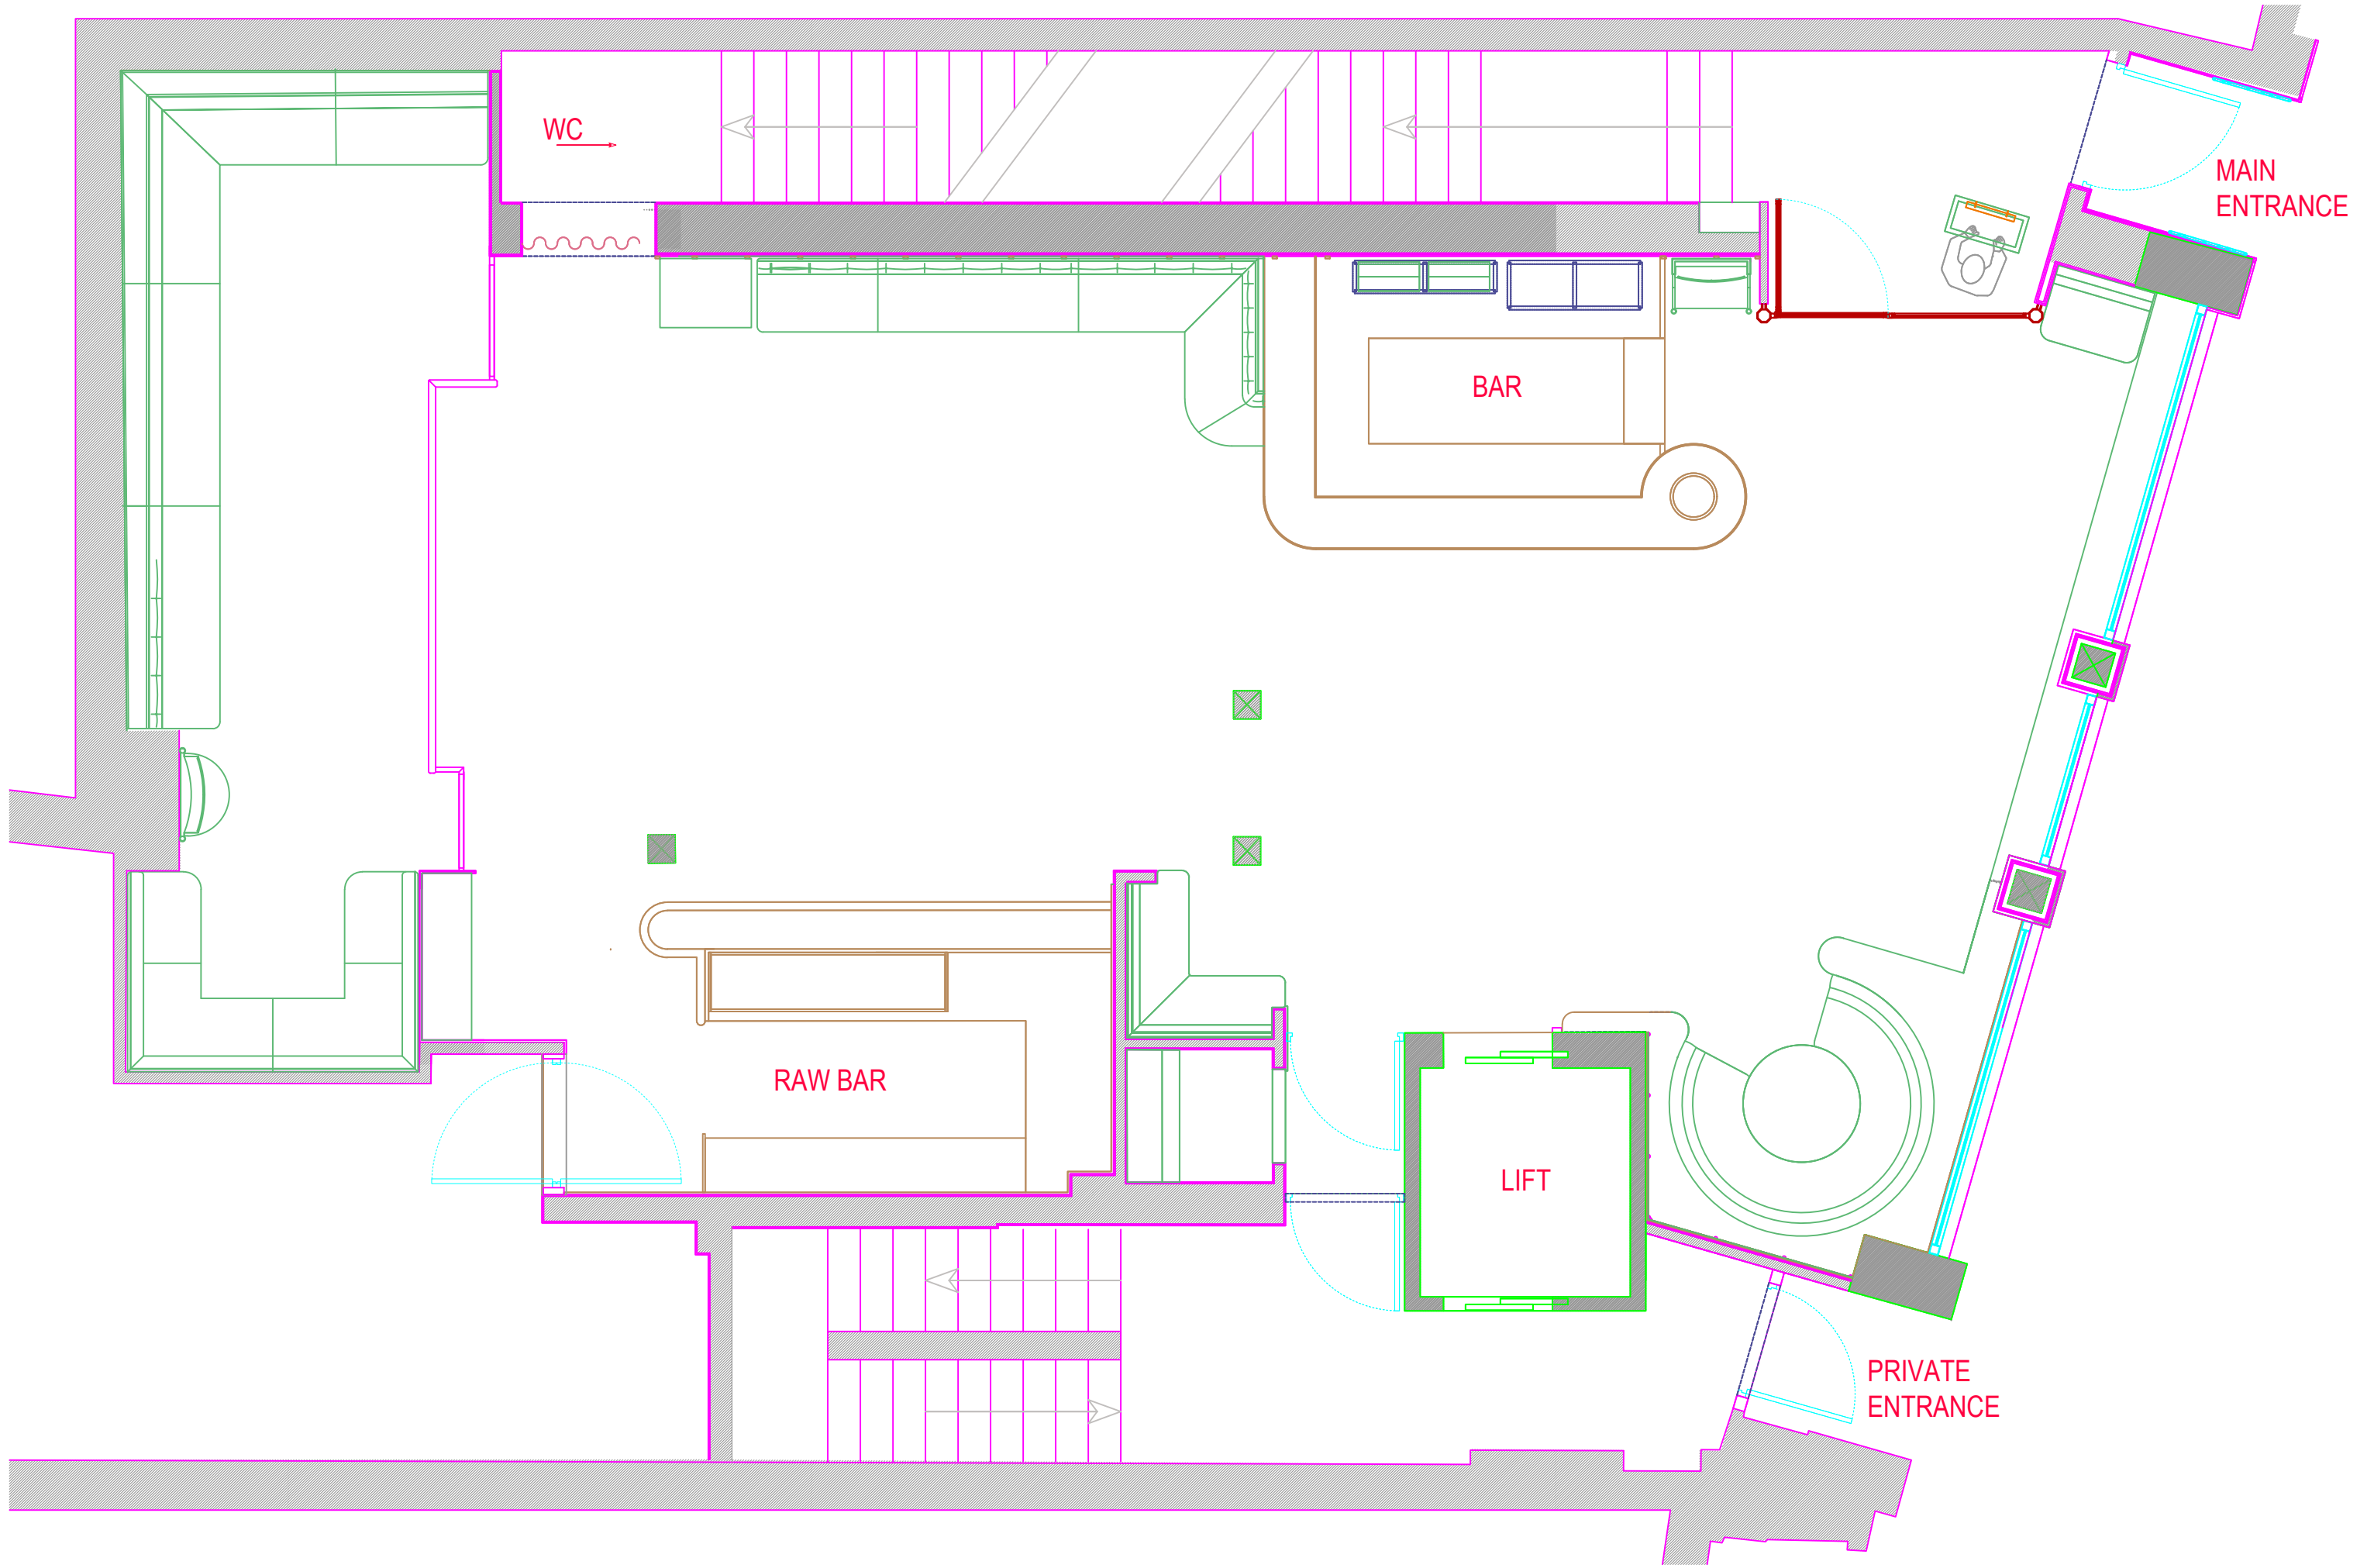 WC
MAIN
ENTRANCE
BAR
RAW BAR
LIFT
PRIVATE
ENTRANCE